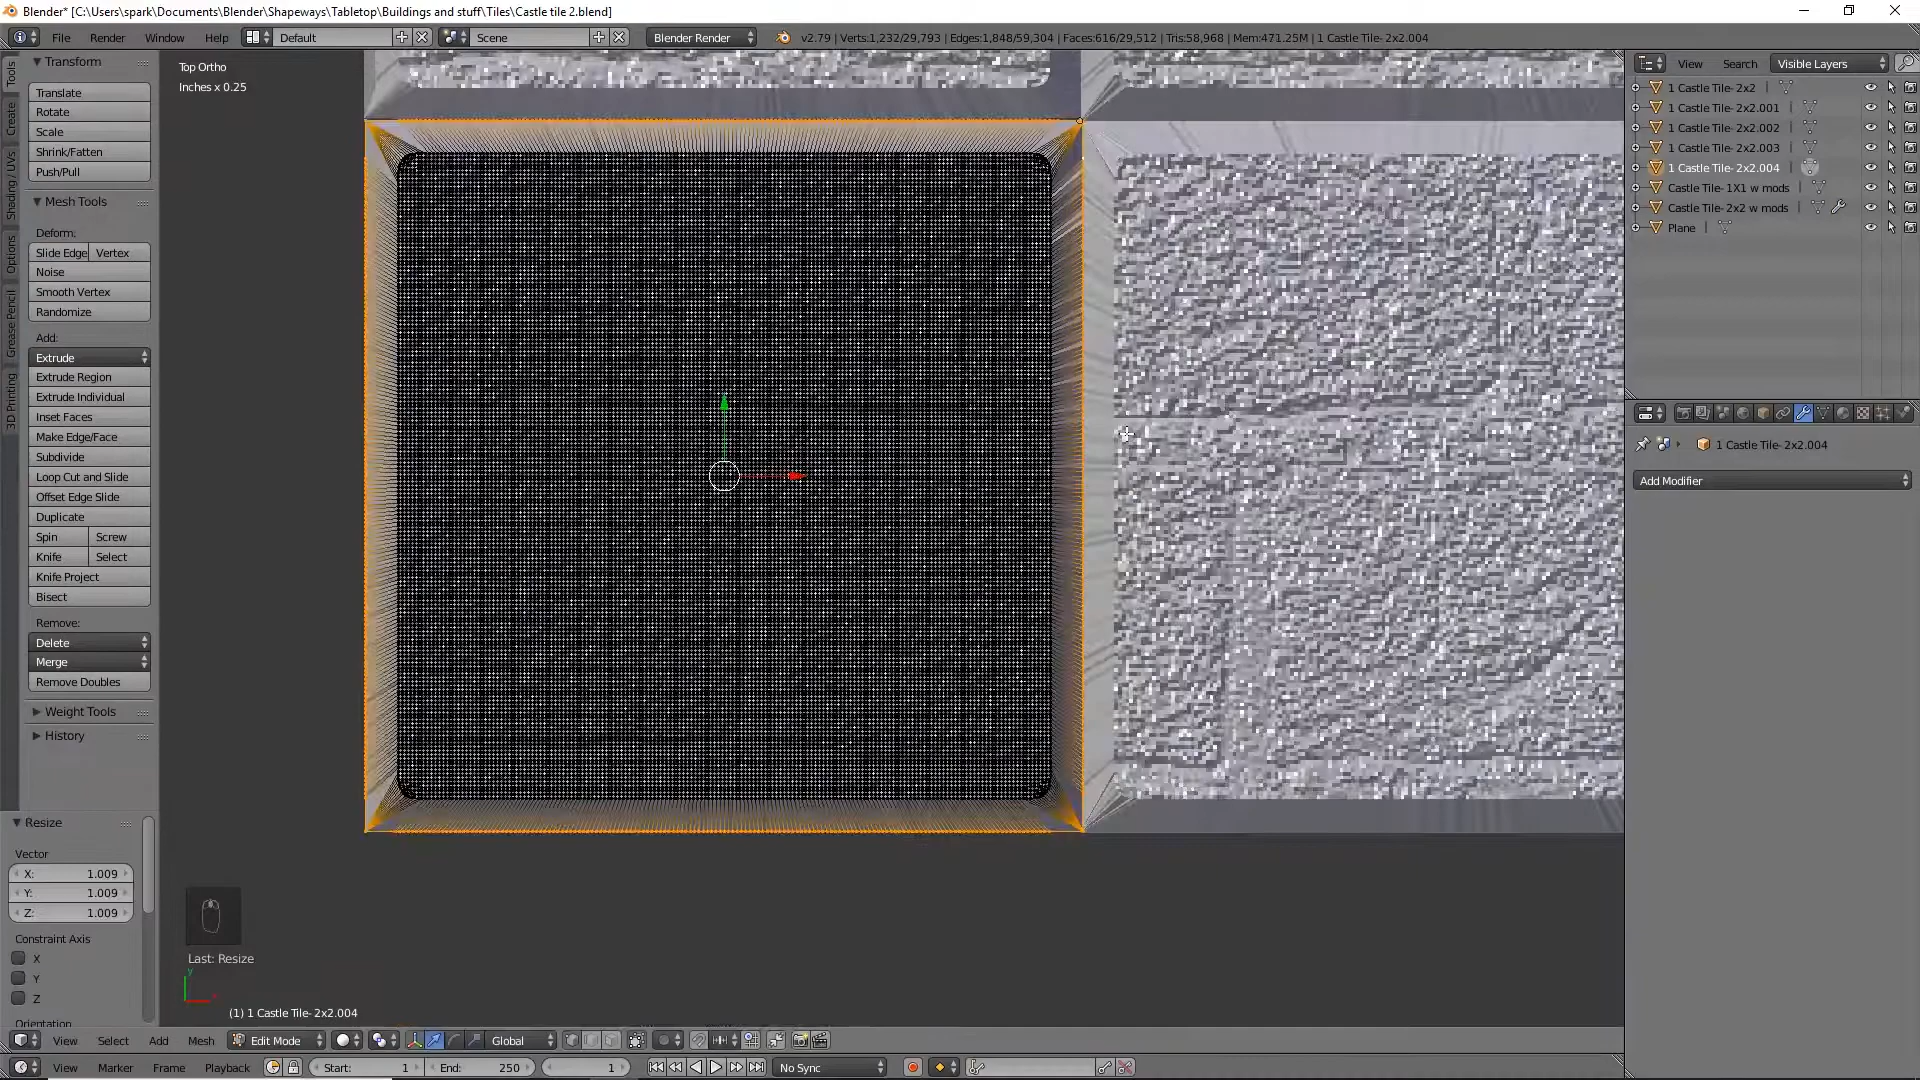 Blender* [C:\Users\spark\Documents\Blender\Shapeways\Tabletop\Buildings and stuff\Tiles\Castle tile 2.blend]
File Render Window Help Default Scene Blender Render v2.79 | Verts:1,232/29,793 | Edges:1,848/59,304 | Faces:616/29,512 | Tris:58,968 | Mem:471.25M | 1 Castle Tile- 2x2.004
Tools
Create
Shading / UVs
Options
Grease Pencil
3D Printing
Transform
Translate
Rotate
Scale
Shrink/Fatten
Push/Pull
Mesh Tools
Deform:
Slide Edge Vertex
Noise
Smooth Vertex
Randomize
Add:
Extrude
Extrude Region
Extrude Individual
Inset Faces
Make Edge/Face
Subdivide
Loop Cut and Slide
Offset Edge Slide
Duplicate
Spin Screw
Knife Select
Knife Project
Bisect
Remove:
Delete
Merge
Remove Doubles
Weight Tools
History
Resize
Vector
X: 1.009
Y: 1.009
Z: 1.009
Constraint Axis
X
Y
Z
Orientation
Top Ortho
Inches x 0.25
Last: Resize
y
(1) 1 Castle Tile- 2x2.004
View Search Visible Layers
1 Castle Tile- 2x2
1 Castle Tile- 2x2.001
1 Castle Tile- 2x2.002
1 Castle Tile- 2x2.003
1 Castle Tile- 2x2.004
Castle Tile- 1X1 w mods
Castle Tile- 2x2 w mods
Plane
1 Castle Tile- 2x2.004
Add Modifier
View Select Add Mesh Edit Mode Global
View Marker Frame Playback Start: 1 End: 250 1 No Sync